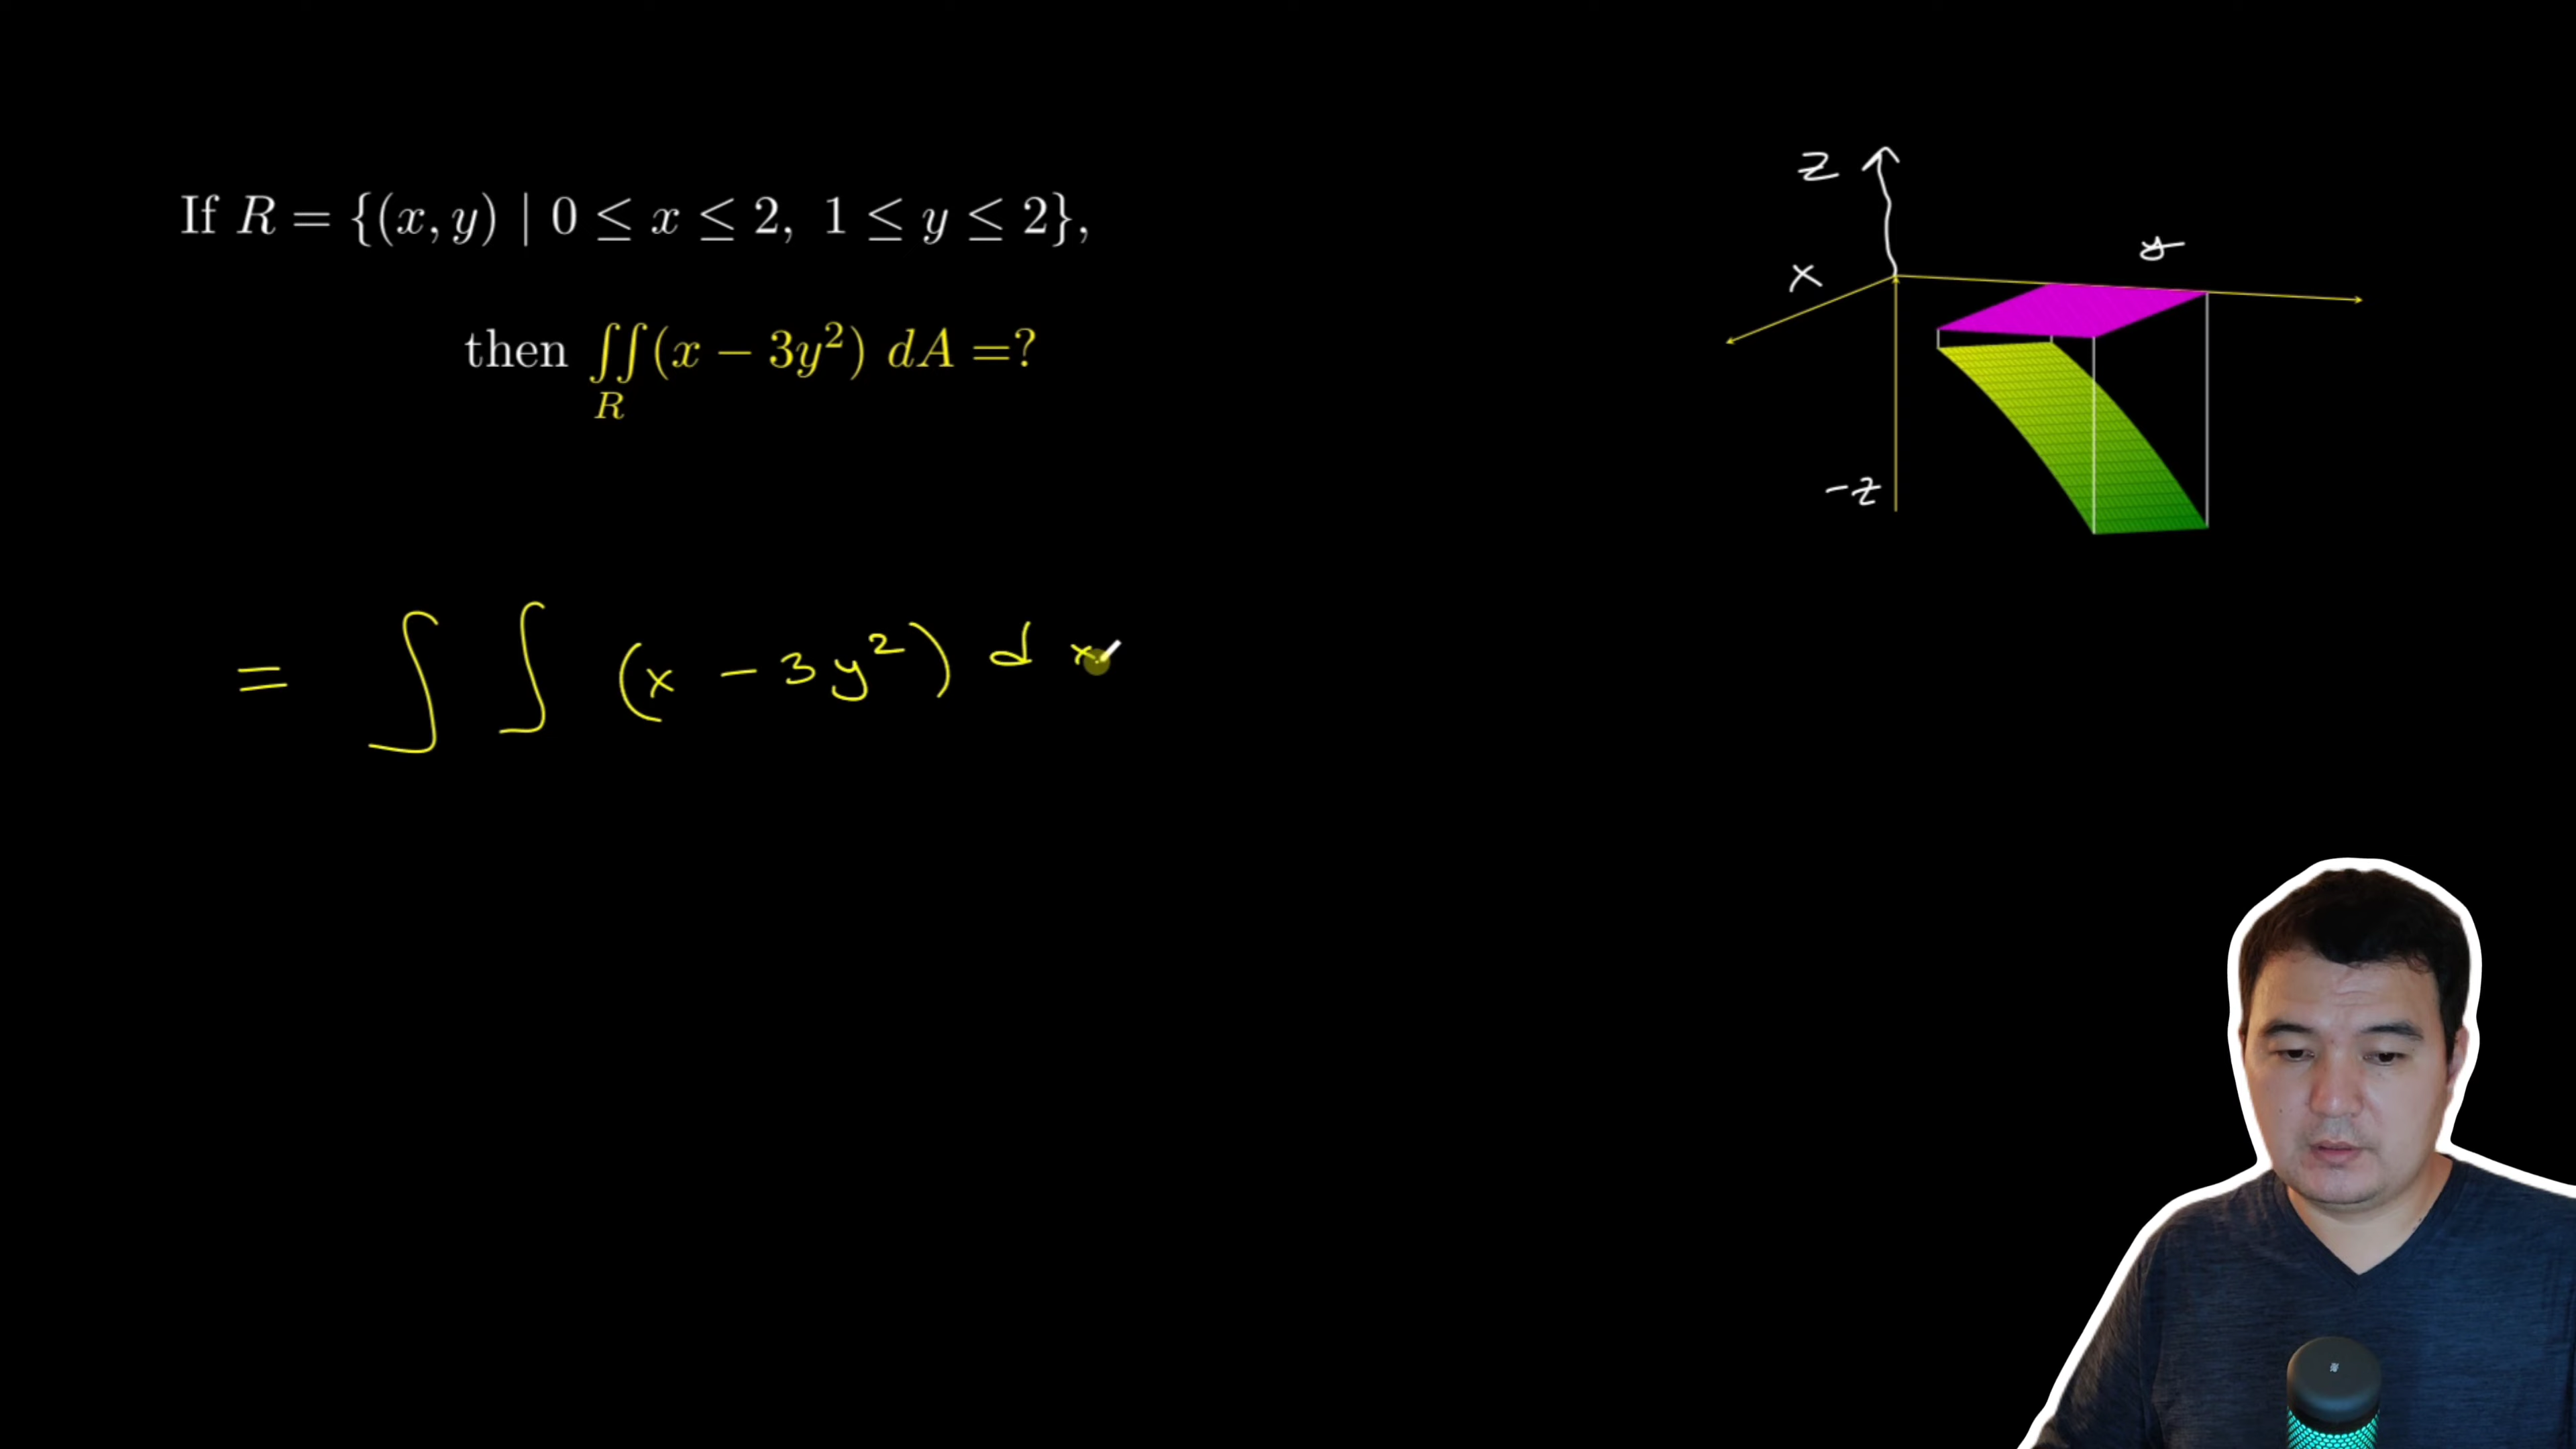 If R = {(x, y) | 0 ≤ x ≤ 2, 1 ≤ y ≤ 2},
then ∬_R (x − 3y²) dA =?
z
x
y
-z
= ∫ ∫ (x − 3y²) d x